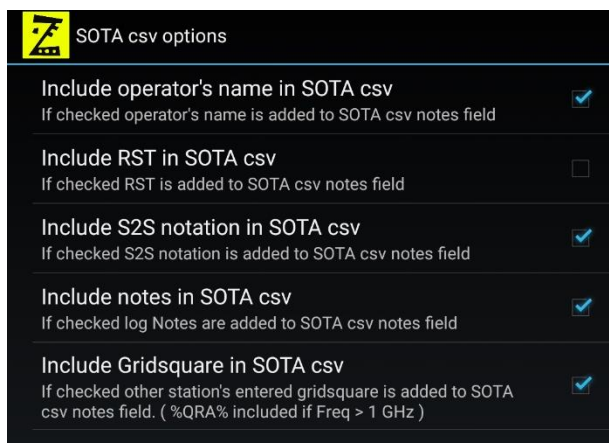 SOTA csv options
Include operator's name in SOTA csv
If checked operator's name is added to SOTA csv notes field
Include RST in SOTA csv
If checked RST is added to SOTA csv notes field
Include S2S notation in SOTA csv
If checked S2S notation is added to SOTA csv notes field
Include notes in SOTA csv
If checked log Notes are added to SOTA csv notes field
Include Gridsquare in SOTA csv
If checked other station's entered gridsquare is added to SOTA
csv notes field. ( %QRA% included if Freq > 1 GHz )